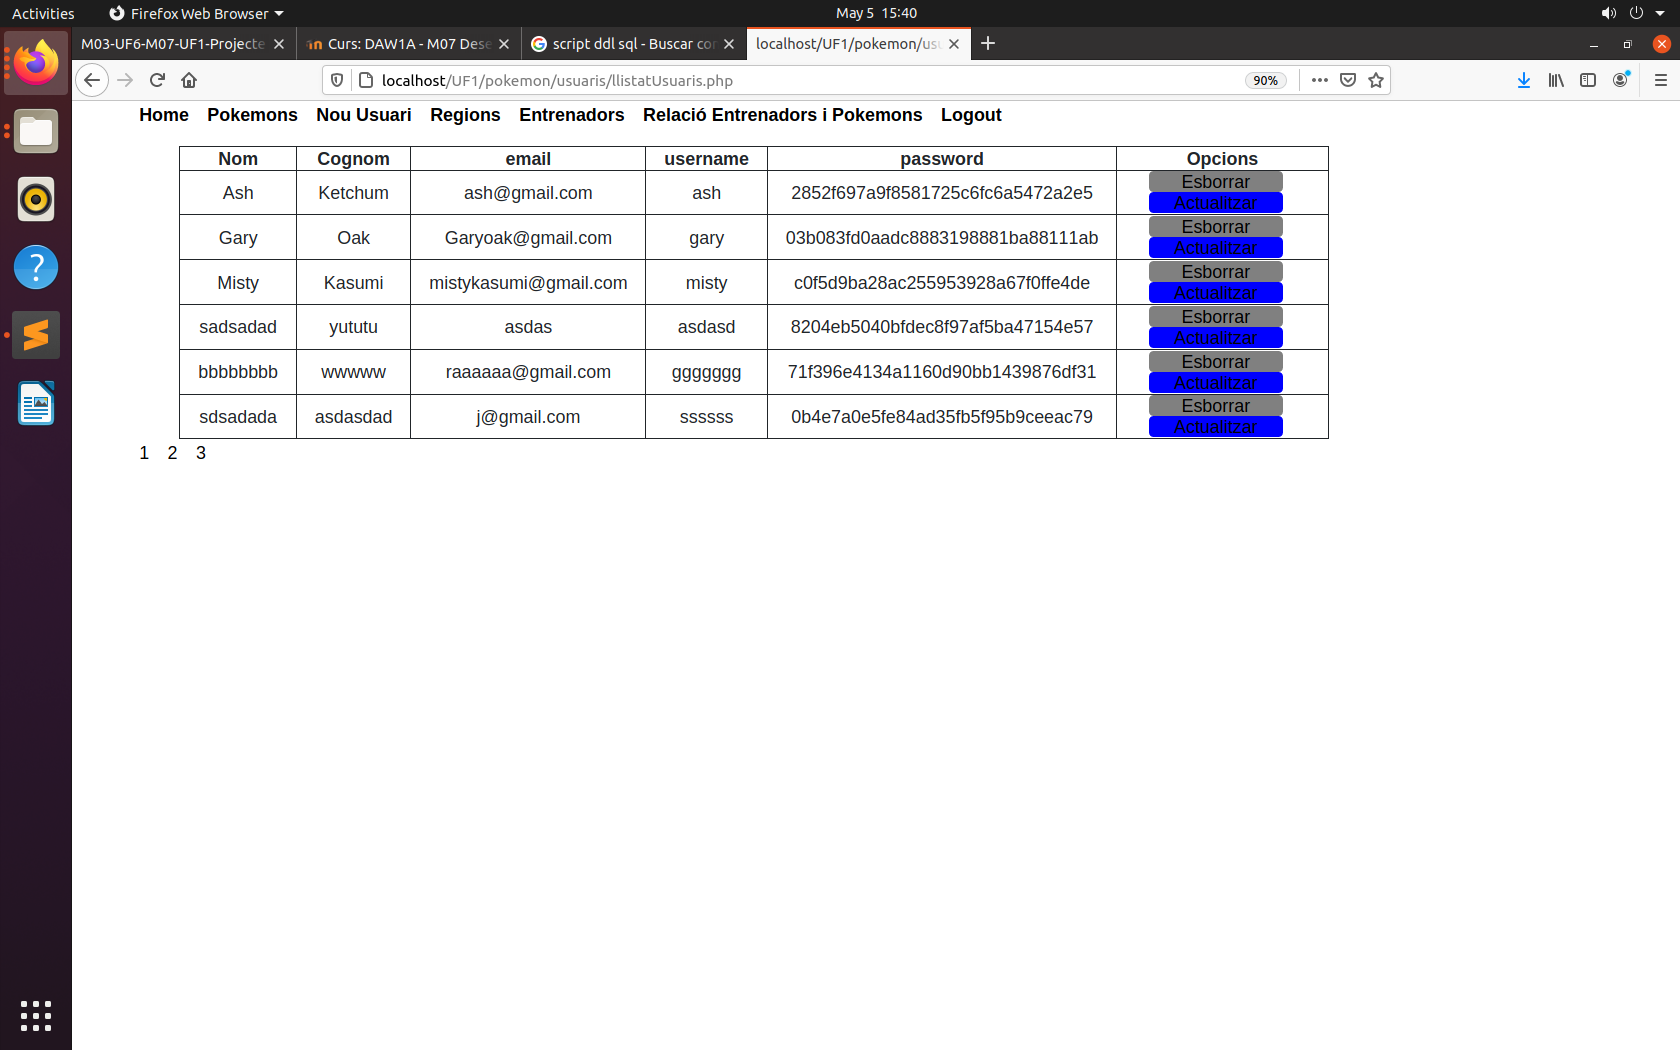 Activities Firefox Web Browser May 5 15:40
M03-UF6-M07-UF1-Projecte Curs: DAW1A - M07 Dese script ddl sql - Buscar con localhost/UF1/pokemon/usu
localhost/UF1/pokemon/usuaris/llistatUsuaris.php 90%
Home Pokemons Nou Usuari Regions Entrenadors Relació Entrenadors i Pokemons Logout
Nom Cognom email username password Opcions
Ash Ketchum ash@gmail.com ash 2852f697a9f8581725c6fc6a5472a2e5 Esborrar
Actualitzar
Gary Oak Garyoak@gmail.com gary 03b083fd0aadc8883198881ba88111ab Esborrar
Actualitzar
Misty Kasumi mistykasumi@gmail.com misty c0f5d9ba28ac255953928a67f0ffe4de Esborrar
Actualitzar
sadsadad yututu asdas asdasd 8204eb5040bfdec8f97af5ba47154e57 Esborrar
Actualitzar
bbbbbbbb wwwww raaaaaa@gmail.com ggggggg 71f396e4134a1160d90bb1439876df31 Esborrar
Actualitzar
sdsadada asdasdad j@gmail.com ssssss 0b4e7a0e5fe84ad35fb5f95b9ceeac79 Esborrar
Actualitzar
1 2 3